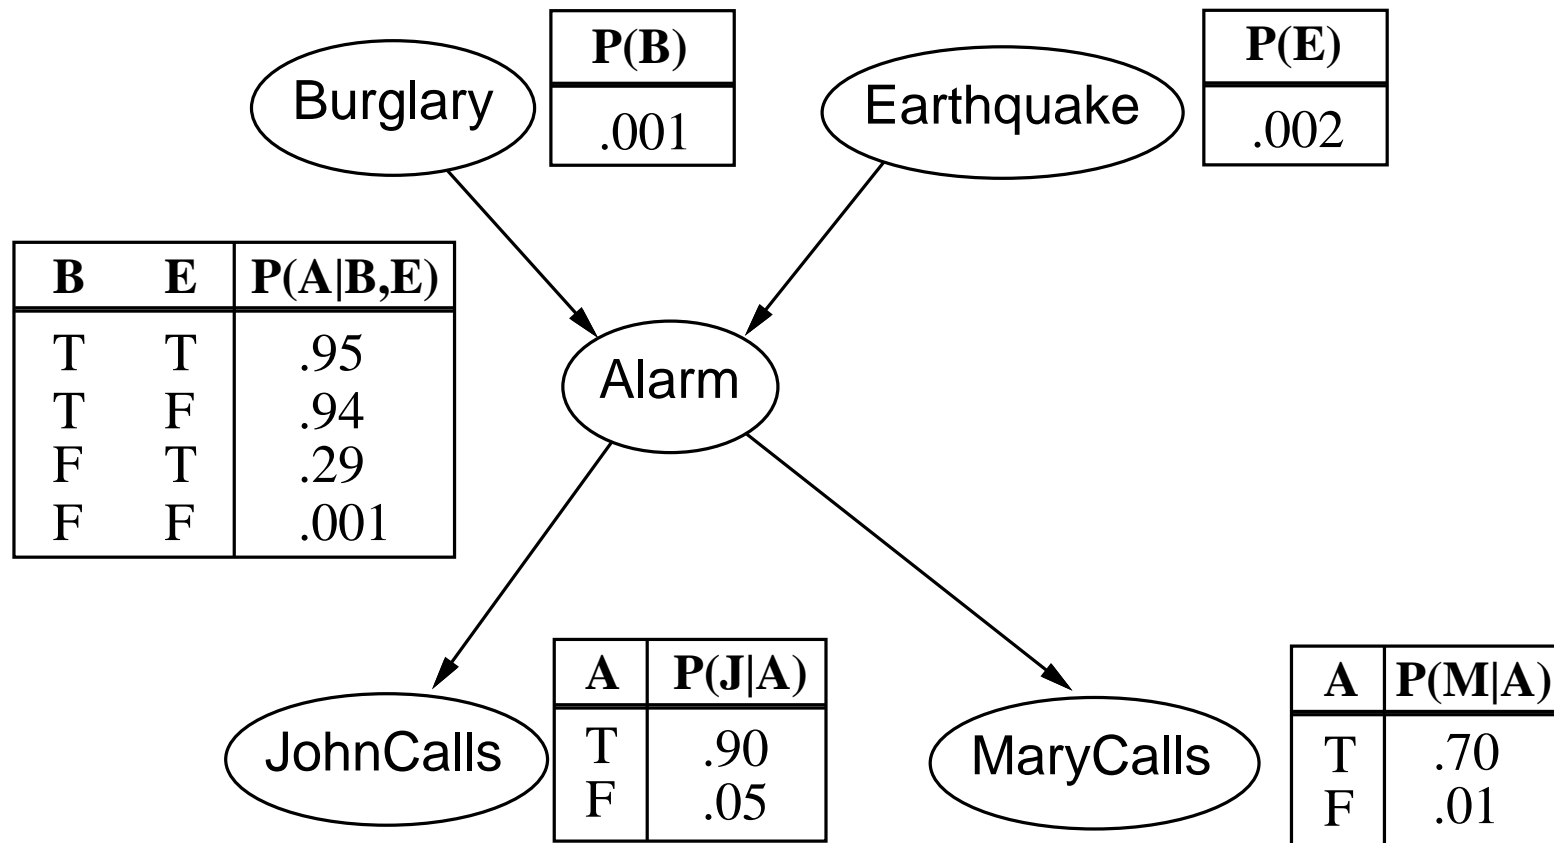 Burglary
P(B)
.001
Earthquake
P(E)
.002
B E P(A|B,E)
T T .95
T F .94
F T .29
F F .001
Alarm
JohnCalls
A P(J|A)
T .90
F .05
MaryCalls
A P(M|A)
T .70
F .01